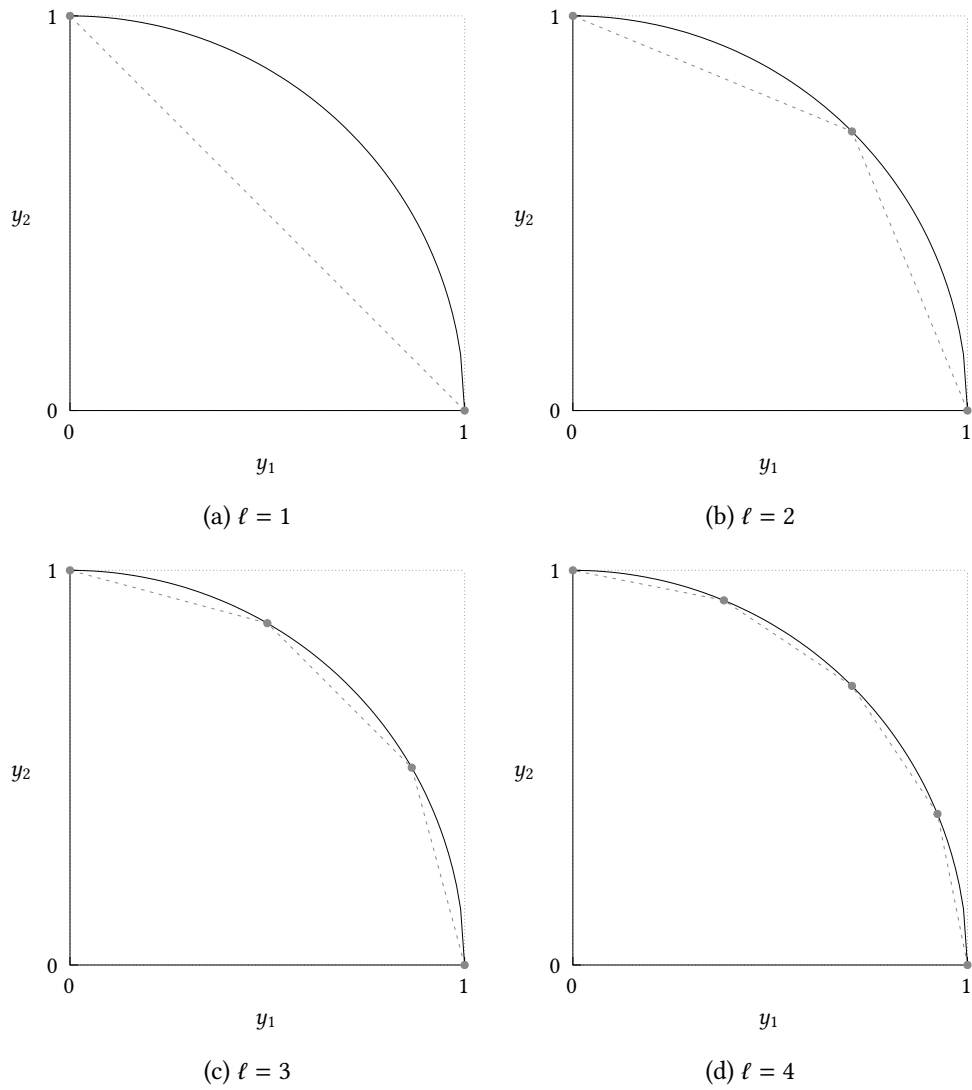 1 1
y₂ y₂
0 0
0 1 0 1
y₁ y₁
(a) ℓ = 1 (b) ℓ = 2
1 1
y₂ y₂
0 0
0 1 0 1
y₁ y₁
(c) ℓ = 3 (d) ℓ = 4